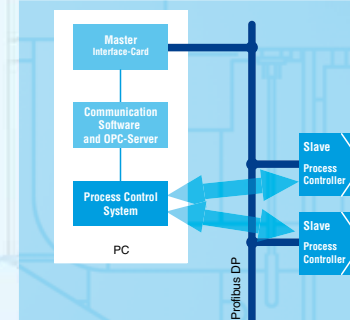 Master
Interface-Card
Communication
Software
and OPC-Server
Process Control
System
PC
Profibus DP
Slave
Process
Controller
Slave
Process
Controller